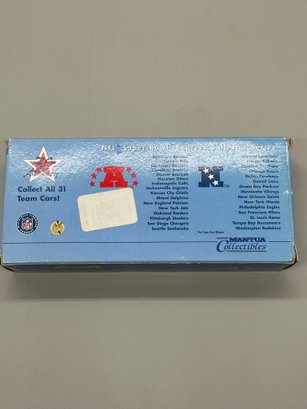 NFL Super Bowl Express Collector Series
Collect All 31
Team Cars!
Baltimore Ravens
Buffalo Bills
Cincinnati Bengals
Cleveland Browns
Denver Broncos
Houston Oilers
Indianapolis Colts
Jacksonville Jaguars
Kansas City Chiefs
Miami Dolphins
New England Patriots
New York Jets
Oakland Raiders
Pittsburgh Steelers
San Diego Chargers
Seattle Seahawks
Arizona Cardinals
Atlanta Falcons
Carolina Panthers
Chicago Bears
Dallas Cowboys
Detroit Lions
Green Bay Packers
Minnesota Vikings
New Orleans Saints
New York Giants
Philadelphia Eagles
San Francisco 49ers
St. Louis Rams
Tampa Bay Buccaneers
Washington Redskins
MANTUA
Collectibles